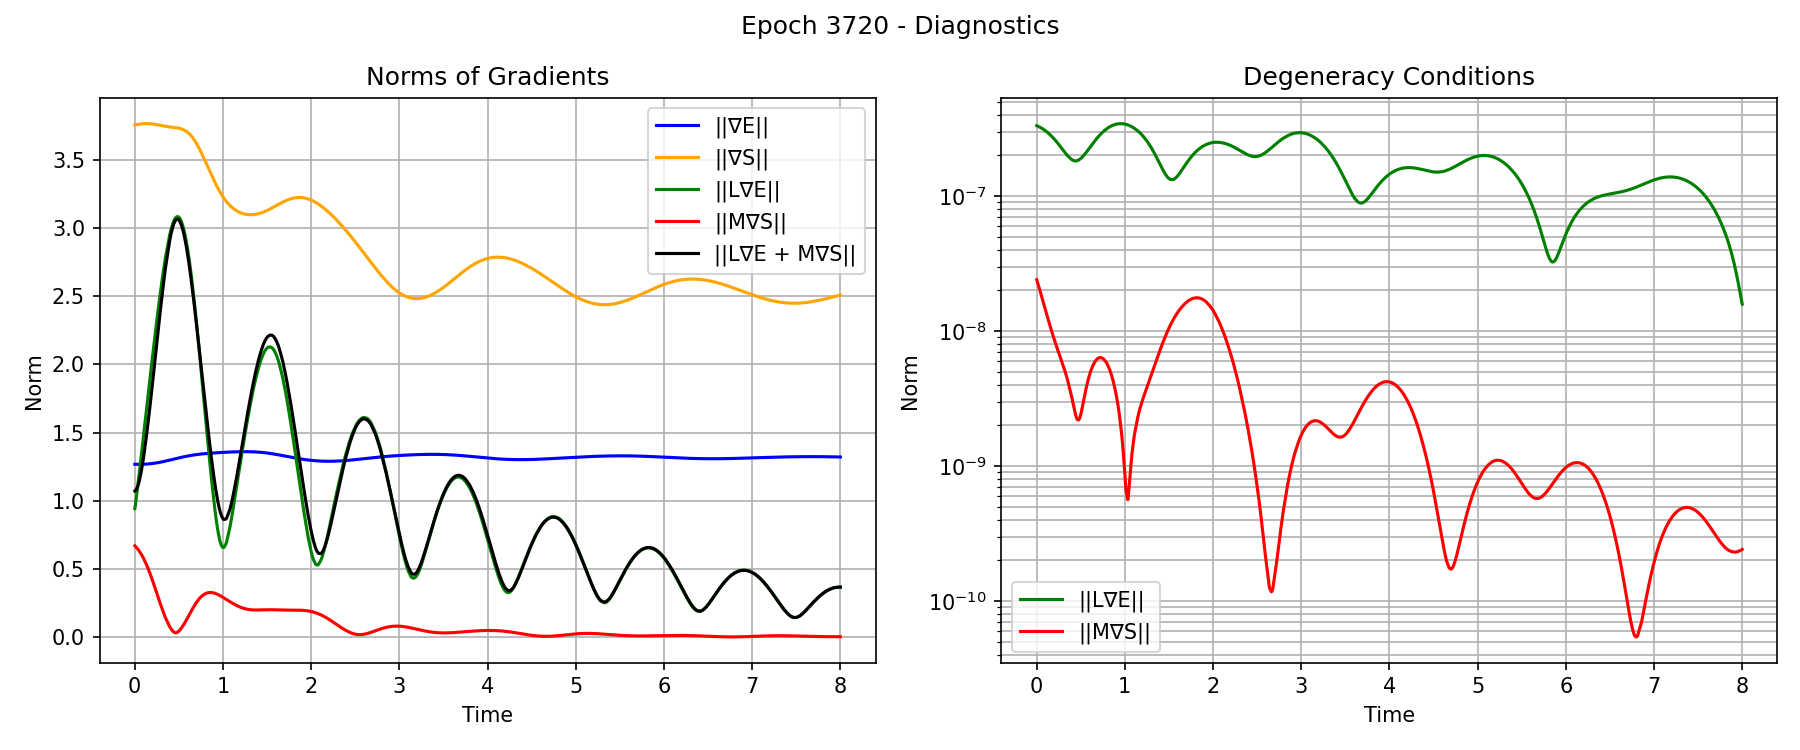 Epoch 3720 - Diagnostics
Norms of Gradients
Norm
3.5
3.0
2.5
2.0
1.5
1.0
0.5
0.0
0 1 2 3 4 5 6 7 8
Time
||∇E||
||∇S||
||L∇E||
||M∇S||
||L∇E + M∇S||
Degeneracy Conditions
Norm
10⁻⁷
10⁻⁸
10⁻⁹
10⁻¹⁰
0 1 2 3 4 5 6 7 8
Time
||L∇E||
||M∇S||